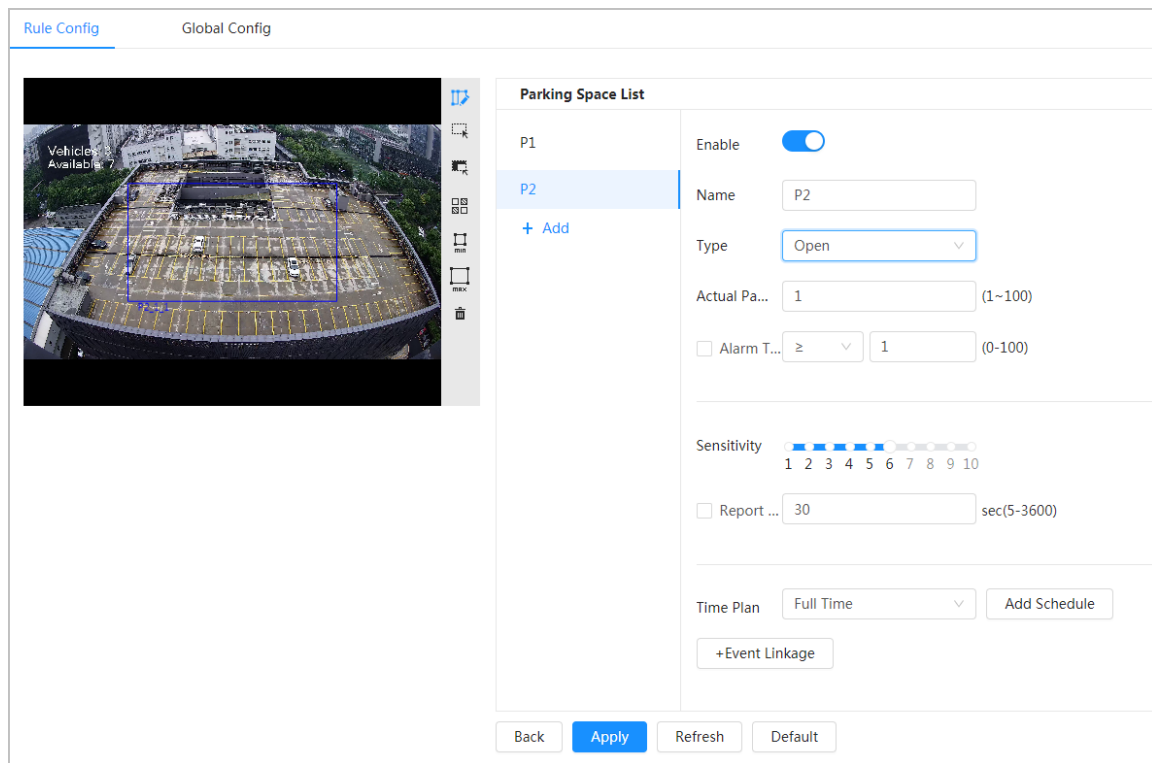 Rule Config Global Config
Vehicles:
Available: 7
min
max
Parking Space List
P1
P2
+ Add
Enable
Name P2
Type Open
Actual Pa... 1 (1~100)
Alarm T... ≥ 1 (0-100)
Sensitivity
1 2 3 4 5 6 7 8 9 10
Report ... 30 sec(5-3600)
Time Plan Full Time Add Schedule
+Event Linkage
Back Apply Refresh Default